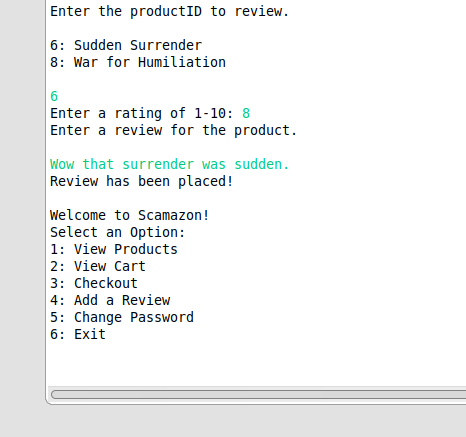 Enter the productID to review.
6: Sudden Surrender
8: War for Humiliation
6
Enter a rating of 1-10: 8
Enter a review for the product.
Wow that surrender was sudden.
Review has been placed!
Welcome to Scamazon!
Select an Option:
1: View Products
2: View Cart
3: Checkout
4: Add a Review
5: Change Password
6: Exit